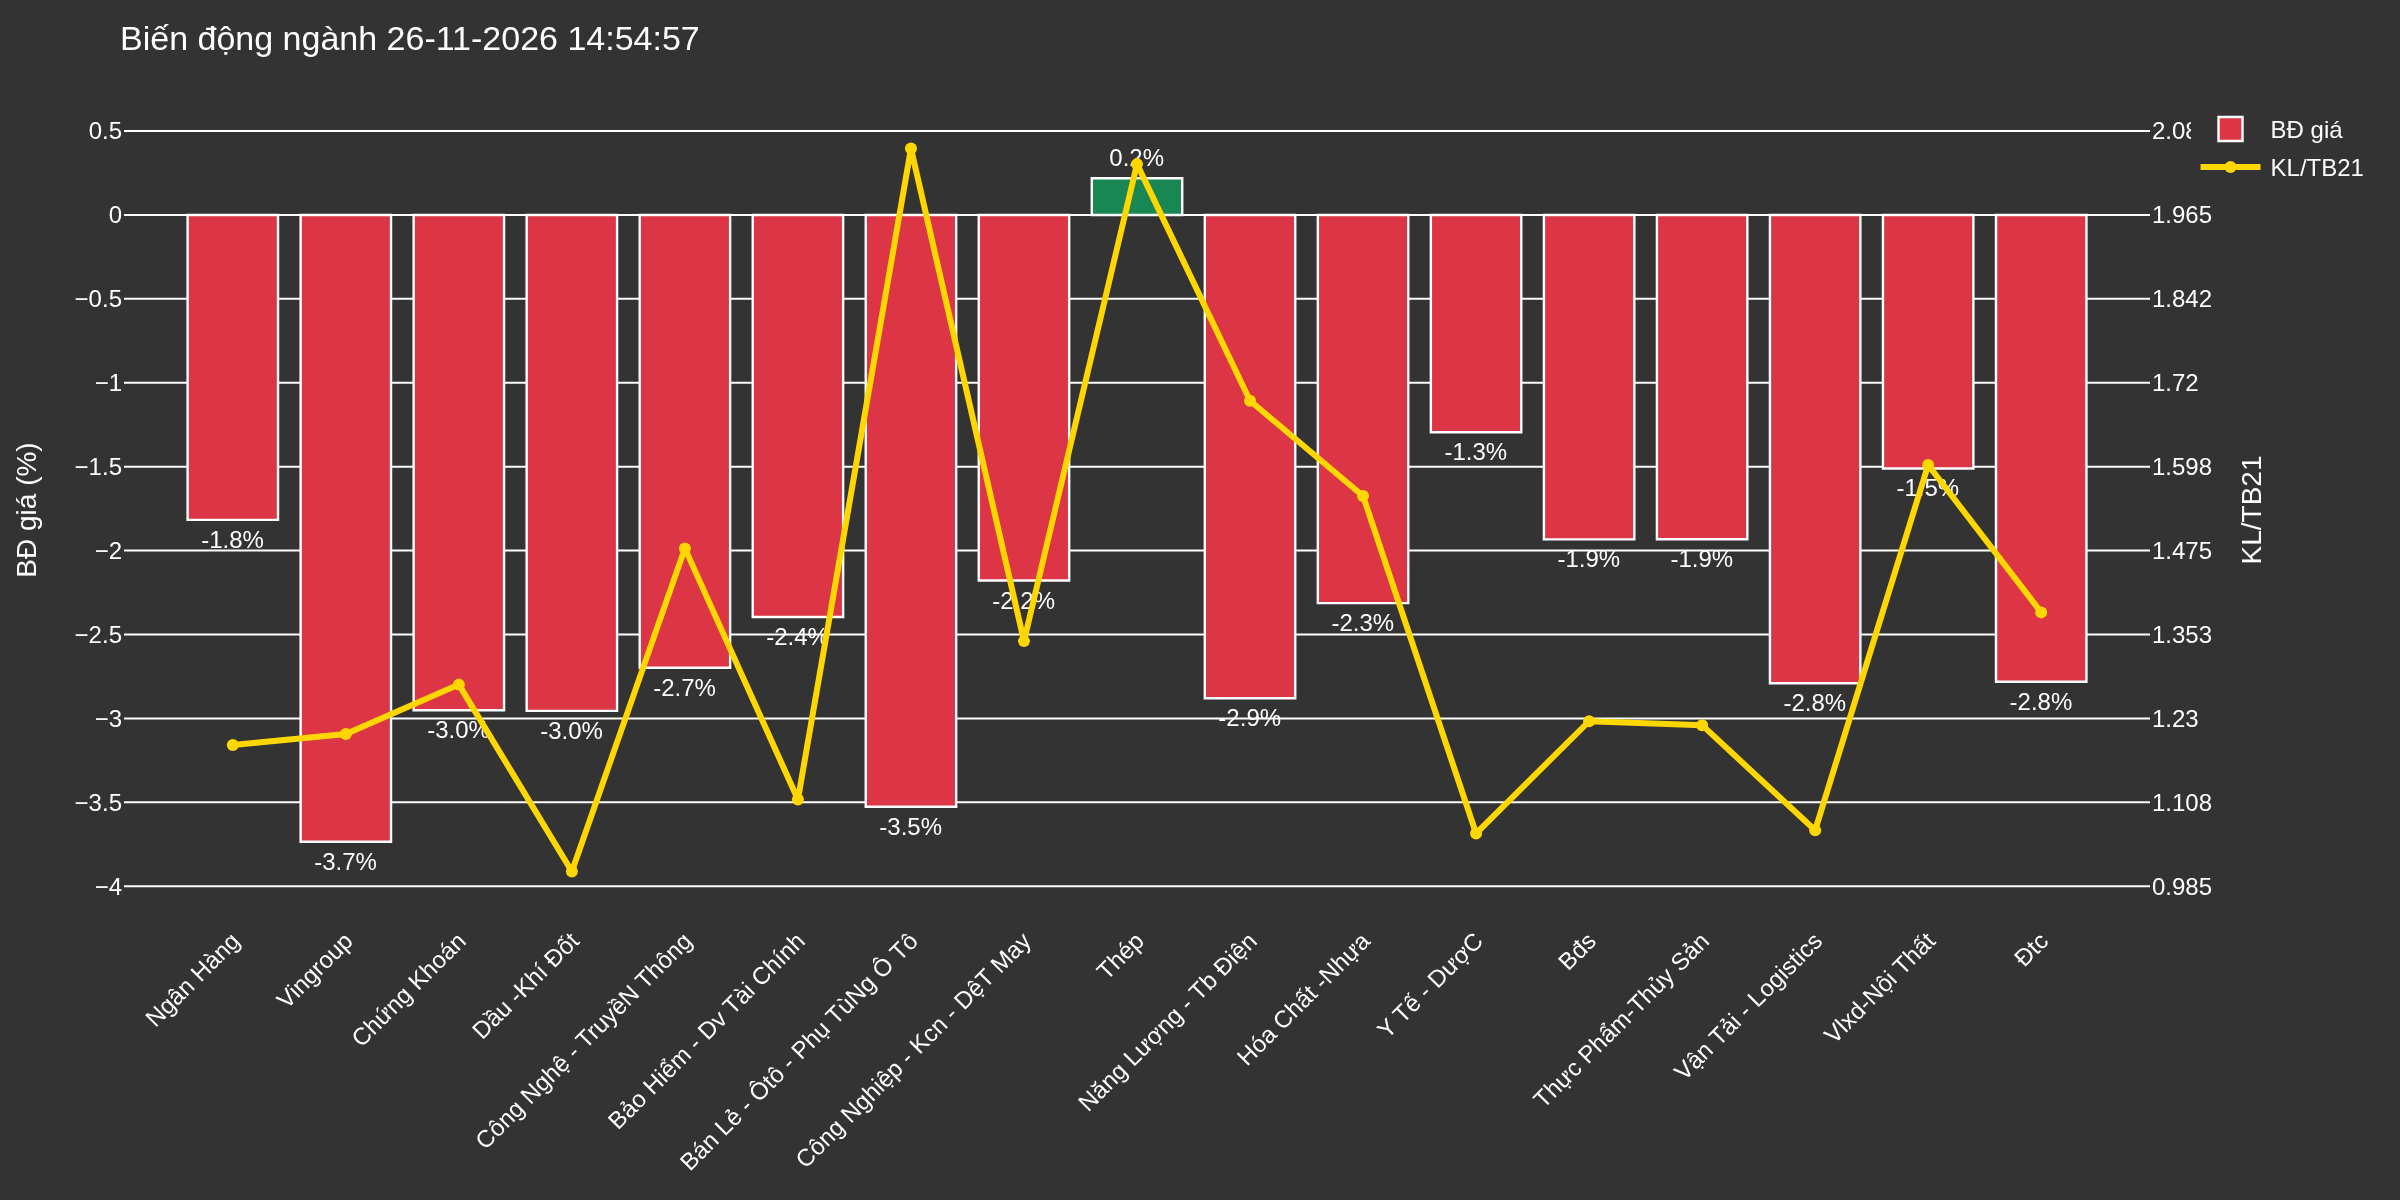 Biến động ngành 26-11-2026 14:54:57
BĐ giá
KL/TB21
BĐ giá (%)
0.5
0
−0.5
−1
−1.5
−2
−2.5
−3
−3.5
−4
-1.8%
-3.7%
-3.0%
-3.0%
-2.7%
-2.4%
-3.5%
-2.2%
0.2%
-2.9%
-2.3%
-1.3%
-1.9%
-1.9%
-2.8%
-1.5%
-2.8%
2.08
1.965
1.842
1.72
1.598
1.475
1.353
1.23
1.108
0.985
KL/TB21
Ngân Hàng
Vingroup
Chứng Khoán
Dầu -Khí Đốt
Công Nghệ - TruyềN Thông
Bảo Hiểm - Dv Tài Chính
Bán Lẻ - Ôtô - Phụ TùNg Ô Tô
Công Nghiệp - Kcn - DệT May
Thép
Năng Lượng - Tb Điện
Hóa Chất -Nhựa
Y Tế - DượC
Bđs
Thực Phẩm-Thủy Sản
Vận Tải - Logistics
Vlxd-Nội Thất
Đtc